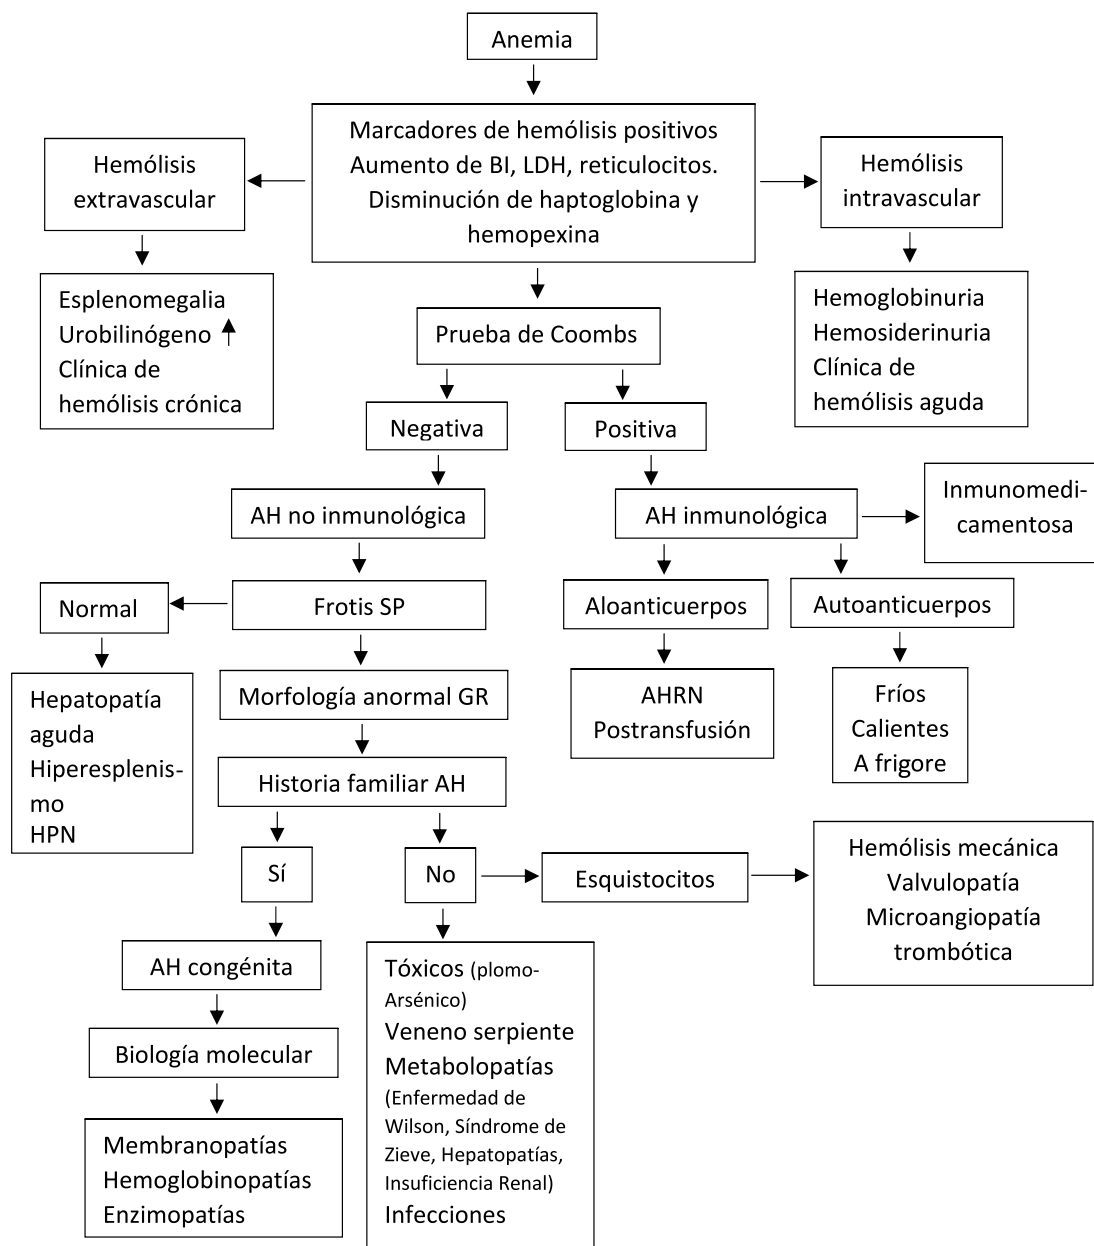 Anemia
Marcadores de hemólisis positivos
Aumento de BI, LDH, reticulocitos.
Disminución de haptoglobina y
hemopexina
Hemólisis
extravascular
Hemólisis
intravascular
Esplenomegalia
Urobilinógeno
Clínica de
hemólisis crónica
Hemoglobinuria
Hemosiderinuria
Clínica de
hemólisis aguda
Prueba de Coombs
Negativa
Positiva
AH no inmunológica
AH inmunológica
Inmunomedi-
camentosa
Normal
Frotis SP
Aloanticuerpos
Autoanticuerpos
Hepatopatía
aguda
Hiperesplenis-
mo
HPN
Morfología anormal GR
AHRN
Postransfusión
Fríos
Calientes
A frigore
Historia familiar AH
Sí
No
Esquistocitos
Hemólisis mecánica
Valvulopatía
Microangiopatía
trombótica
AH congénita
Biología molecular
Membranopatías
Hemoglobinopatías
Enzimopatías
Tóxicos (plomo-
Arsénico)
Veneno serpiente
Metabolopatías
(Enfermedad de
Wilson, Síndrome de
Zieve, Hepatopatías,
Insuficiencia Renal)
Infecciones